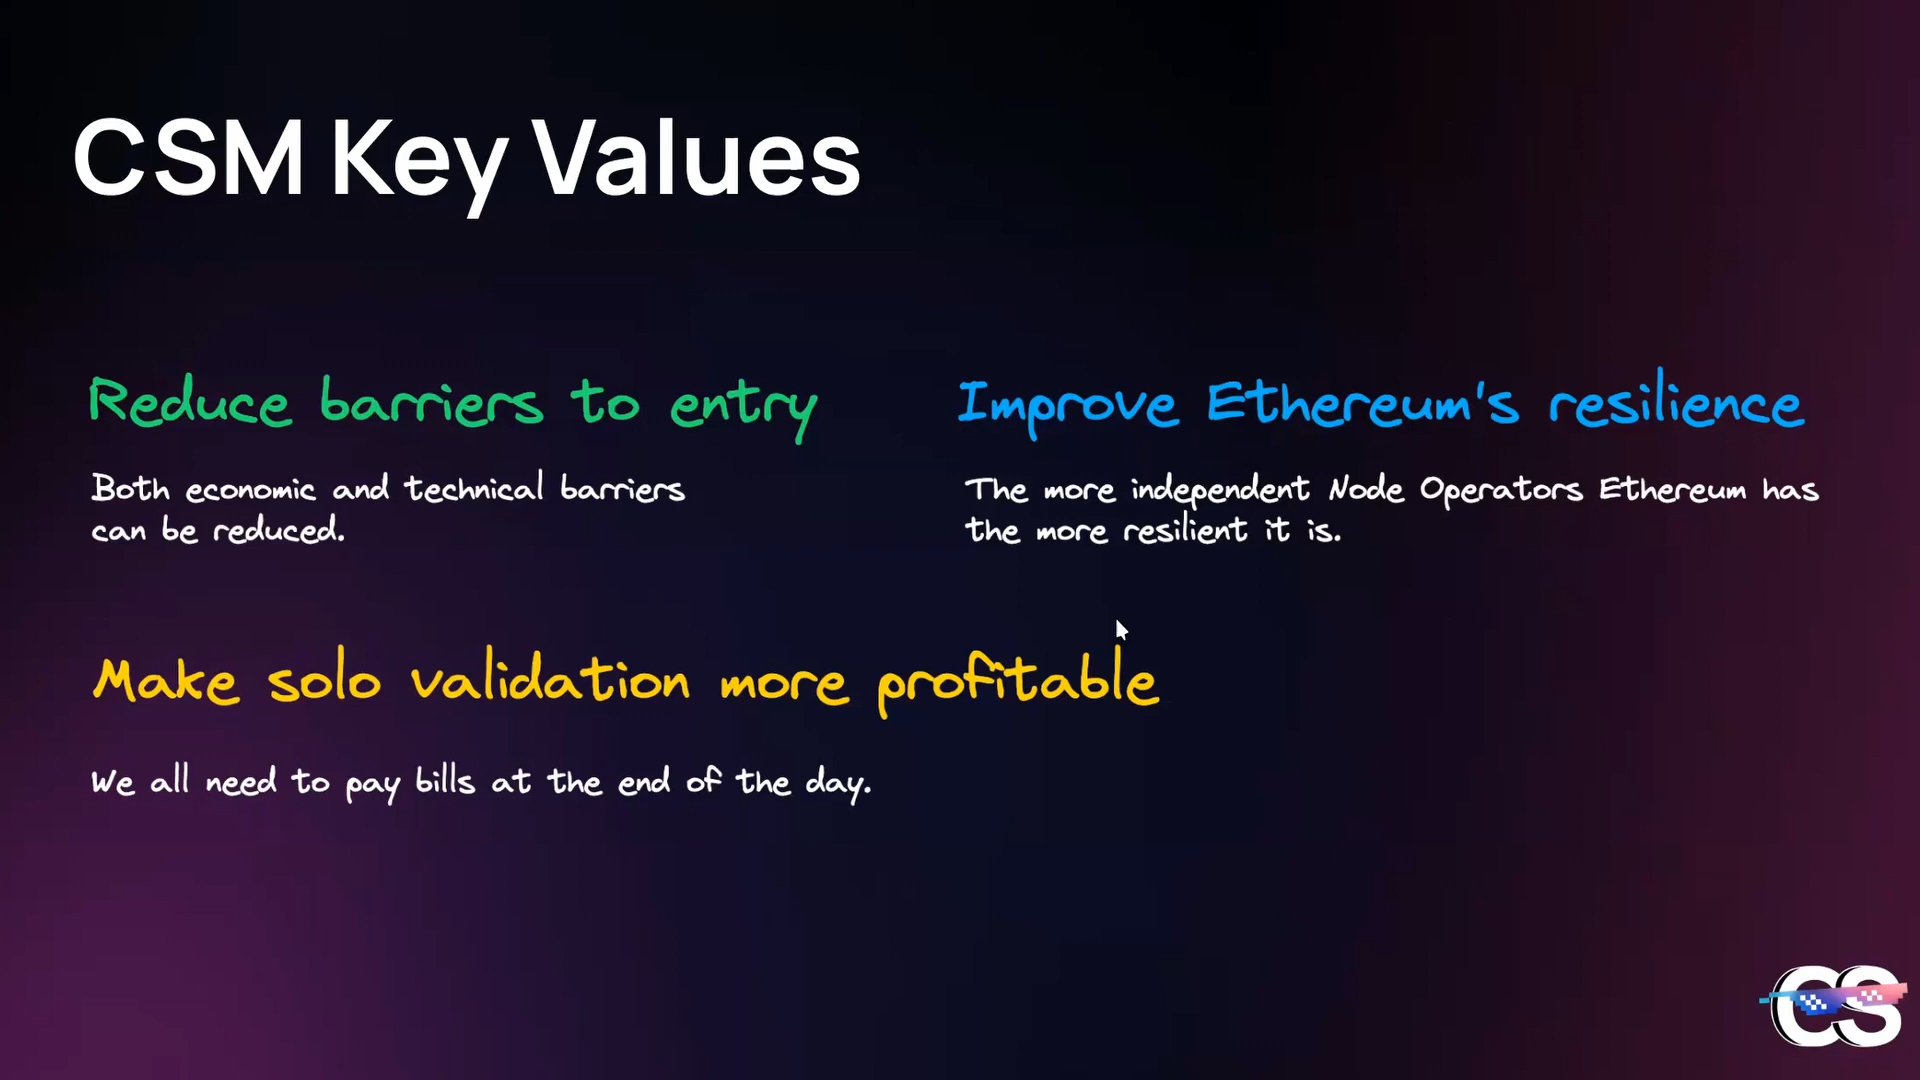 CSM Key Values
Reduce barriers to entry
Both economic and technical barriers
can be reduced.
Improve Ethereum's resilience
The more independent Node Operators Ethereum has
the more resilient it is.
Make solo validation more profitable
We all need to pay bills at the end of the day.
CS